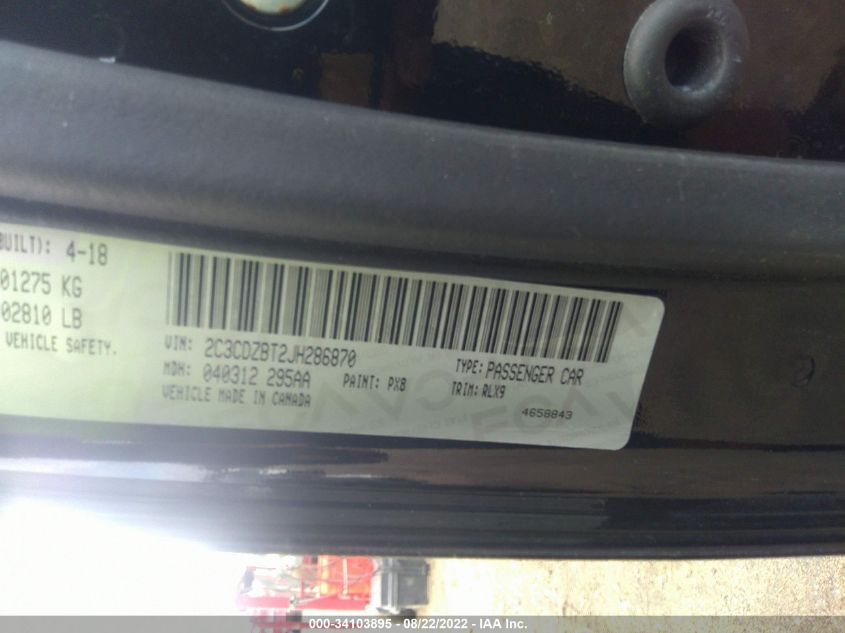 BUILT): 4-18
01275 KG
02810 LB
VEHICLE SAFETY.
VIN: 2C3CDZBT2JH286870
TYPE: PASSENGER CAR
MDH: 040312 295AA
PAINT: PX8
TRIM: RLX9
VEHICLE MADE IN CANADA
4658843
000-34103895 - 08/22/2022 - IAA Inc.